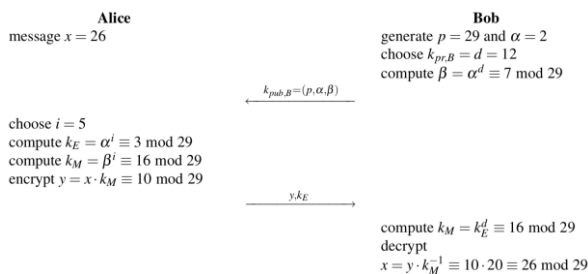 Alice
message x = 26
Bob
generate p = 29 and α = 2
choose k_{pr,B} = d = 12
compute β = α^d ≡ 7 mod 29
k_{pub,B}=(p,α,β)
choose i = 5
compute k_E = α^i ≡ 3 mod 29
compute k_M = β^i ≡ 16 mod 29
encrypt y = x · k_M ≡ 10 mod 29
y,k_E
compute k_M = k_E^d ≡ 16 mod 29
decrypt
x = y · k_M^{-1} ≡ 10 · 20 ≡ 26 mod 29